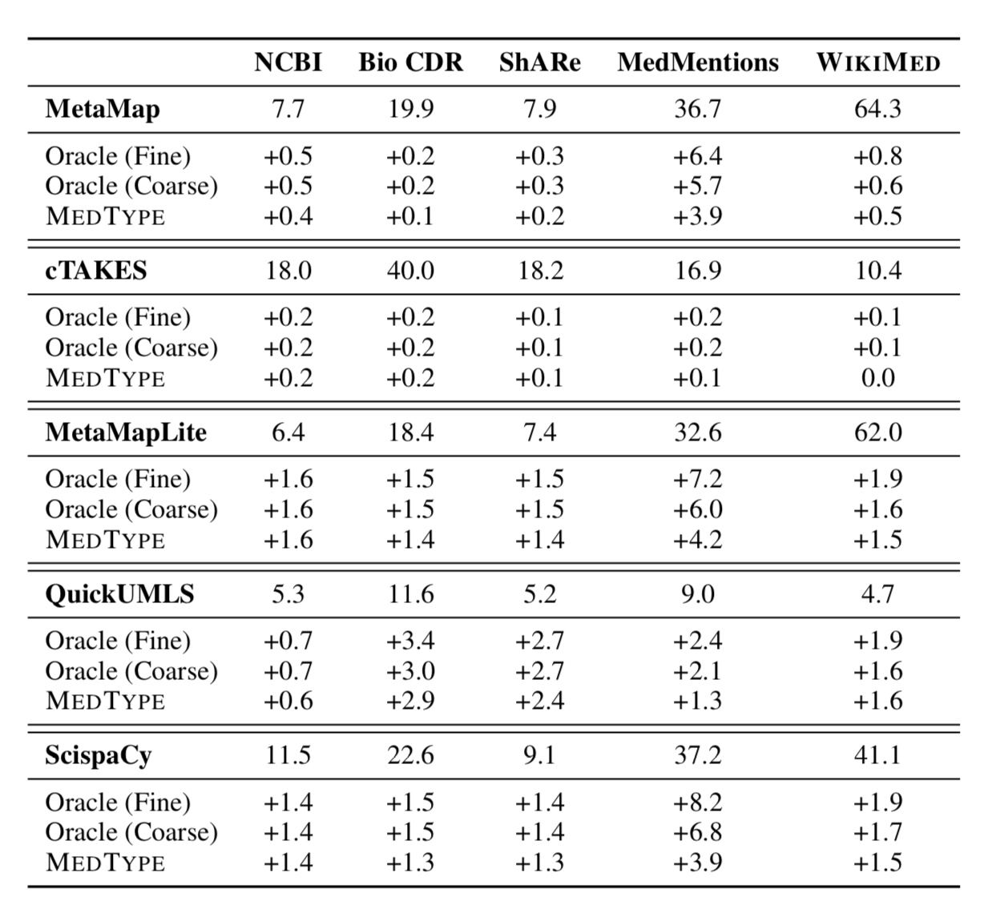 NCBI Bio CDR ShARe MedMentions WIKIMED
MetaMap 7.7 19.9 7.9 36.7 64.3
Oracle (Fine) +0.5 +0.2 +0.3 +6.4 +0.8
Oracle (Coarse) +0.5 +0.2 +0.3 +5.7 +0.6
MEDTYPE +0.4 +0.1 +0.2 +3.9 +0.5
cTAKES 18.0 40.0 18.2 16.9 10.4
Oracle (Fine) +0.2 +0.2 +0.1 +0.2 +0.1
Oracle (Coarse) +0.2 +0.2 +0.1 +0.2 +0.1
MEDTYPE +0.2 +0.2 +0.1 +0.1 0.0
MetaMapLite 6.4 18.4 7.4 32.6 62.0
Oracle (Fine) +1.6 +1.5 +1.5 +7.2 +1.9
Oracle (Coarse) +1.6 +1.5 +1.5 +6.0 +1.6
MEDTYPE +1.6 +1.4 +1.4 +4.2 +1.5
QuickUMLS 5.3 11.6 5.2 9.0 4.7
Oracle (Fine) +0.7 +3.4 +2.7 +2.4 +1.9
Oracle (Coarse) +0.7 +3.0 +2.7 +2.1 +1.6
MEDTYPE +0.6 +2.9 +2.4 +1.3 +1.6
ScispaCy 11.5 22.6 9.1 37.2 41.1
Oracle (Fine) +1.4 +1.5 +1.4 +8.2 +1.9
Oracle (Coarse) +1.4 +1.5 +1.4 +6.8 +1.7
MEDTYPE +1.4 +1.3 +1.3 +3.9 +1.5